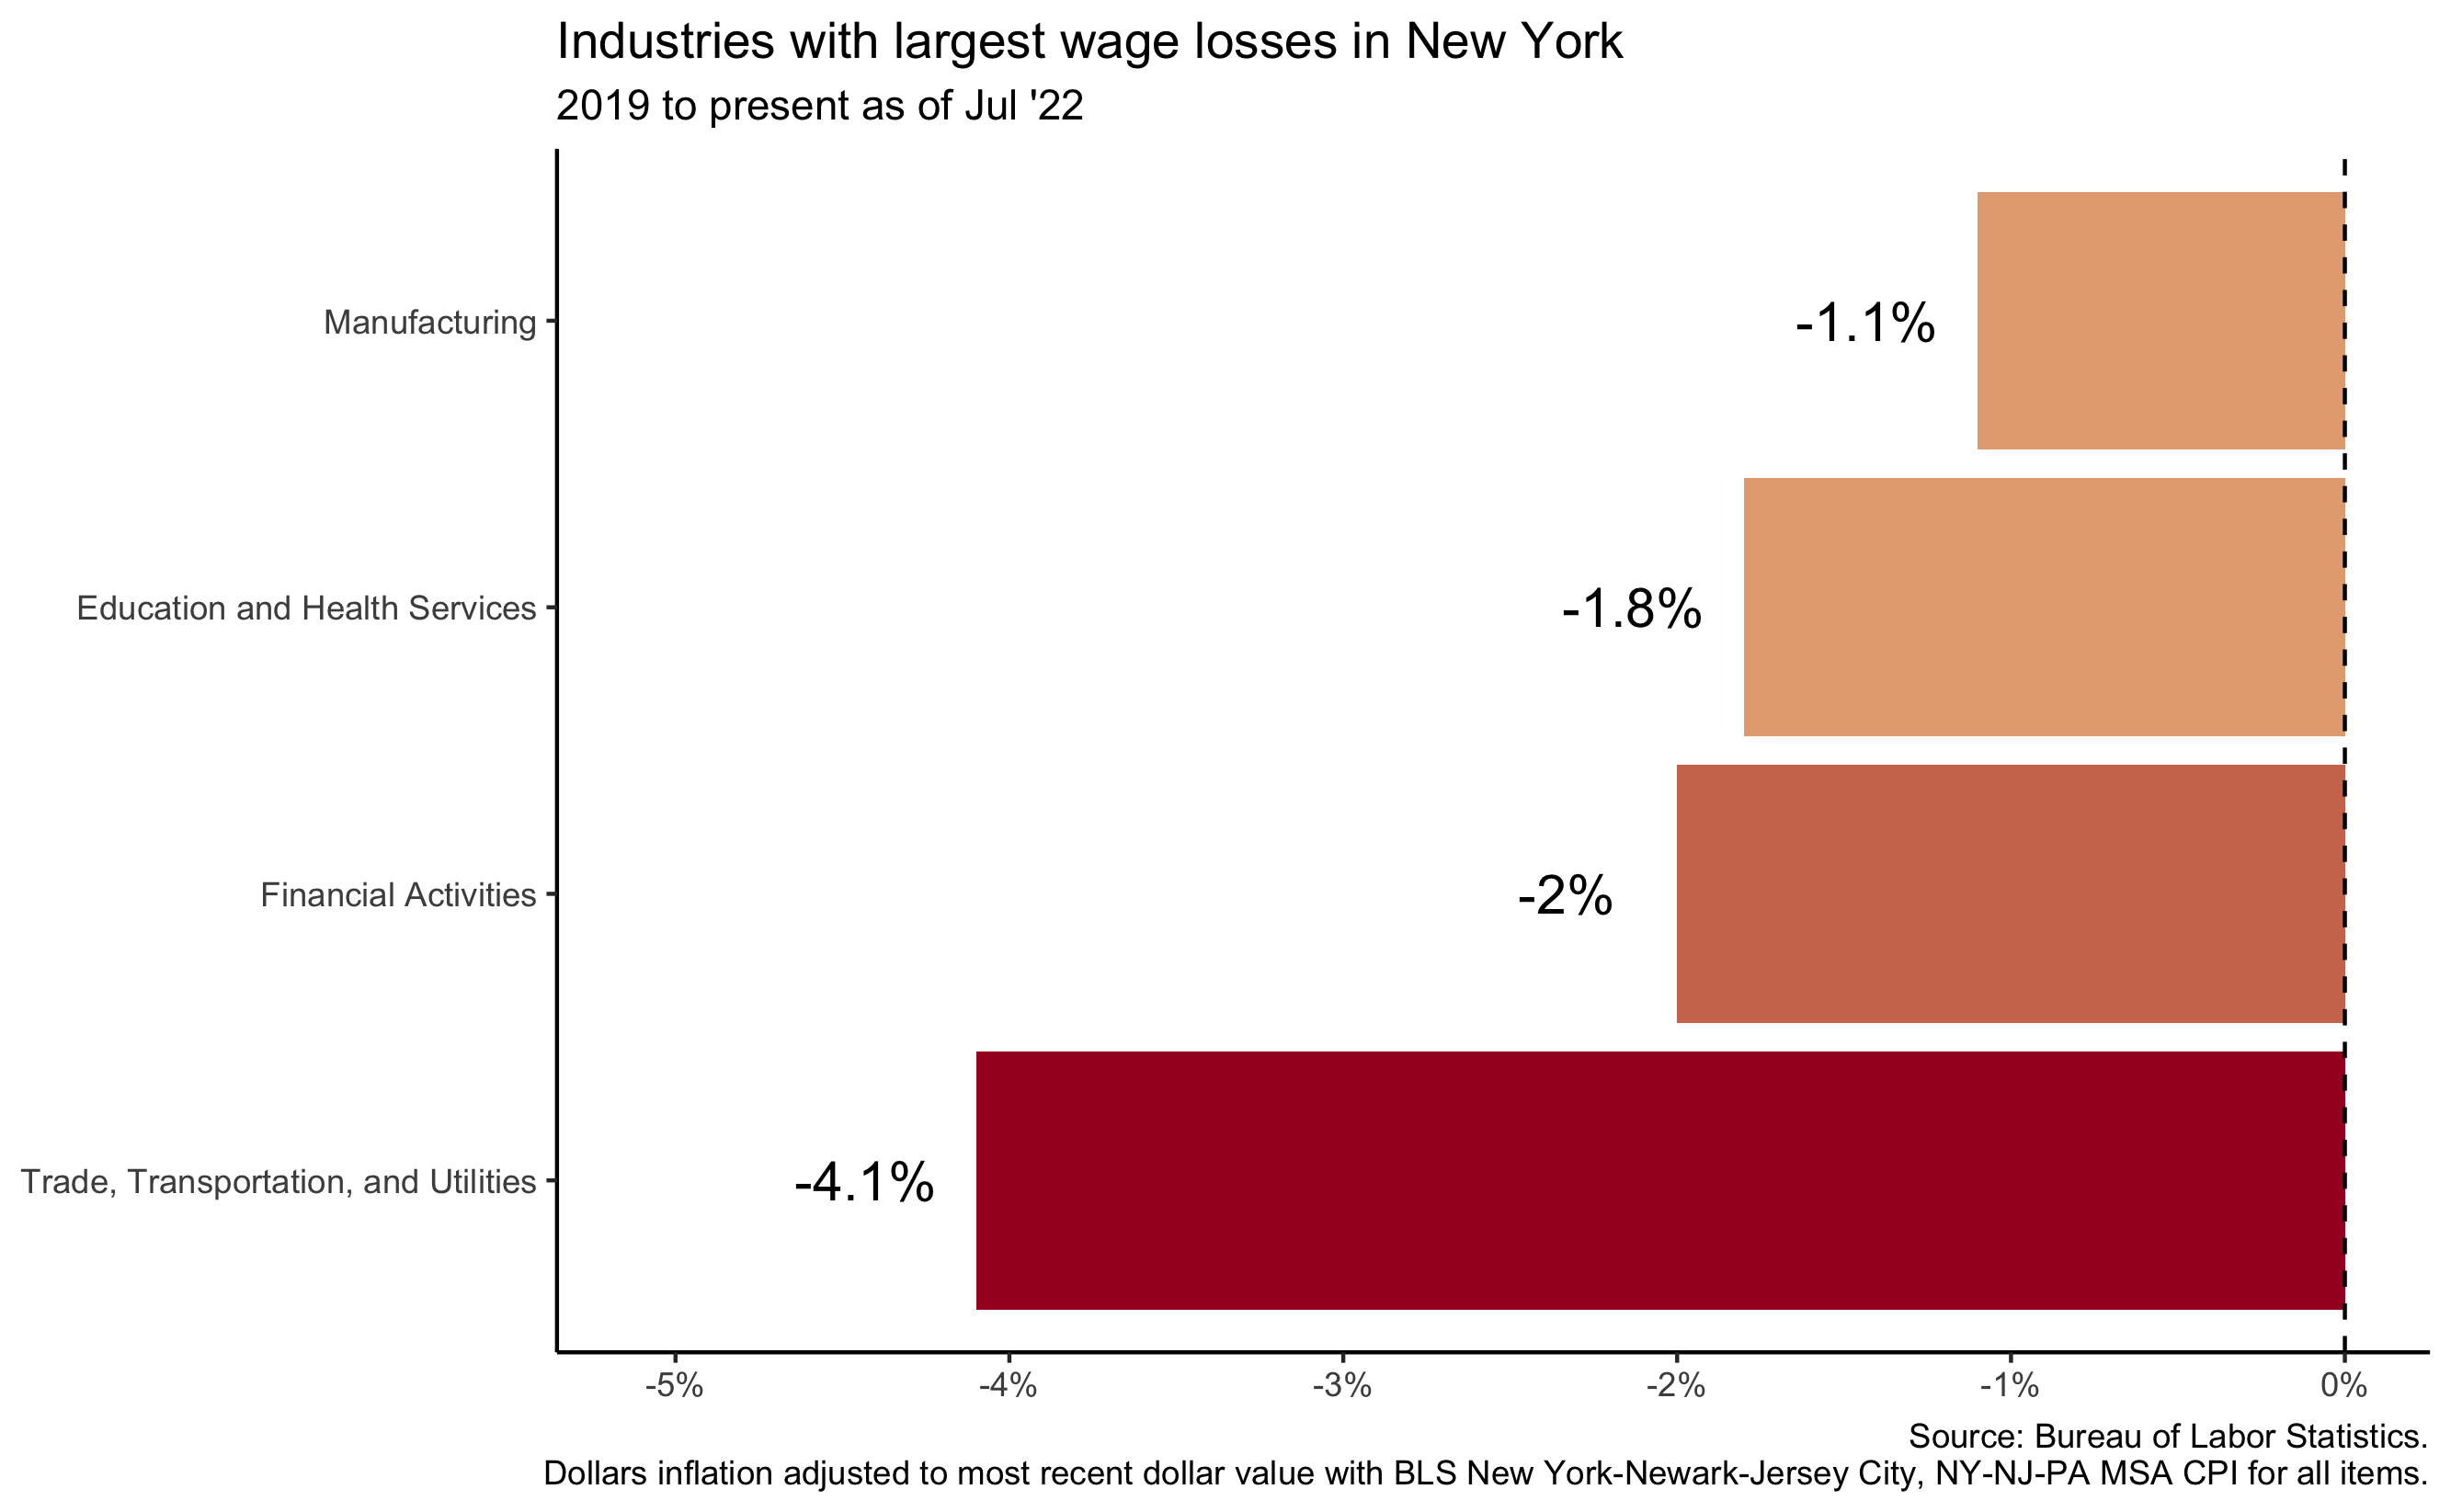 Industries with largest wage losses in New York
2019 to present as of Jul '22
Manufacturing
-1.1%
Education and Health Services
-1.8%
Financial Activities
-2%
Trade, Transportation, and Utilities
-4.1%
-5% -4% -3% -2% -1% 0%
Source: Bureau of Labor Statistics.
Dollars inflation adjusted to most recent dollar value with BLS New York-Newark-Jersey City, NY-NJ-PA MSA CPI for all items.